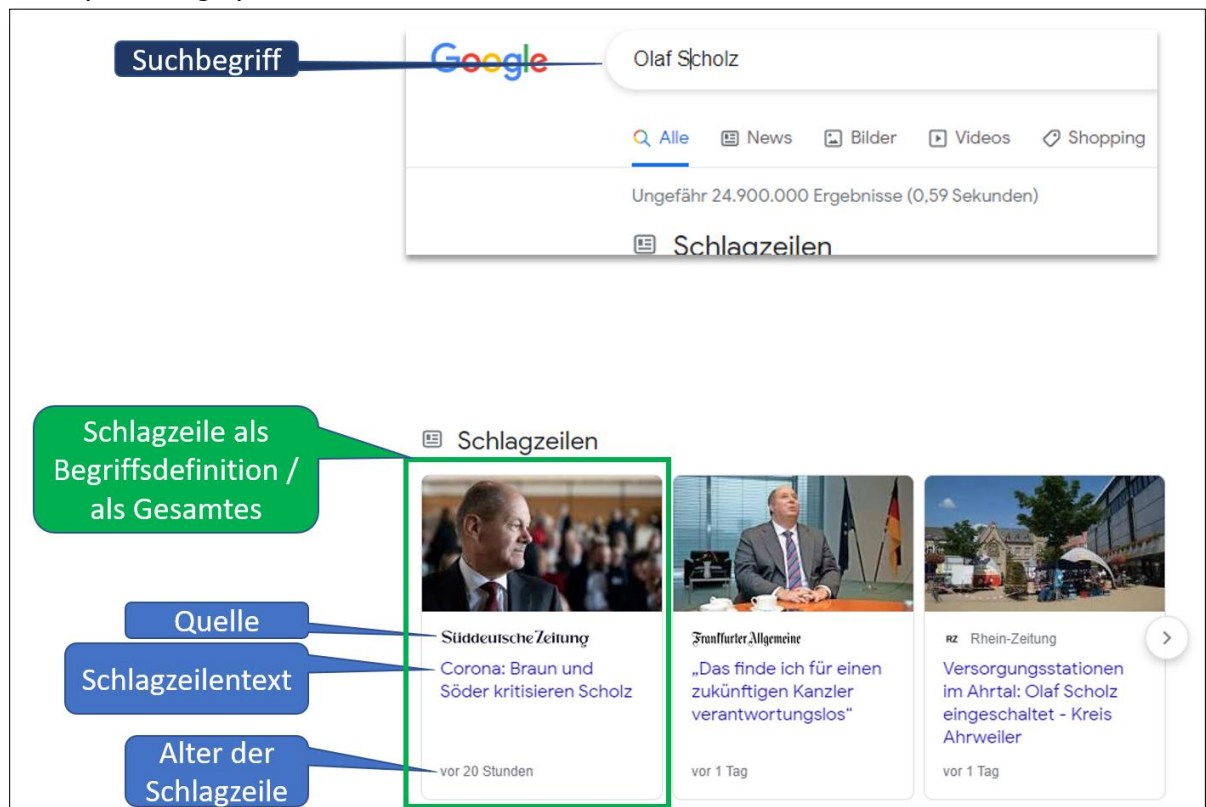 Suchbegriff
Google
Olaf Scholz
Alle News Bilder Videos Shopping
Ungefähr 24.900.000 Ergebnisse (0,59 Sekunden)
Schlagzeilen
Schlagzeile als
Begriffsdefinition /
als Gesamtes
Schlagzeilen
Quelle
Schlagzeilentext
Alter der
Schlagzeile
Süddeutsche Zeitung
Corona: Braun und
Söder kritisieren Scholz
vor 20 Stunden
Frankfurter Allgemeine
„Das finde ich für einen
zukünftigen Kanzler
verantwortungslos“
vor 1 Tag
RZ Rhein-Zeitung
Versorgungsstationen
im Ahrtal: Olaf Scholz
eingeschaltet - Kreis
Ahrweiler
vor 1 Tag